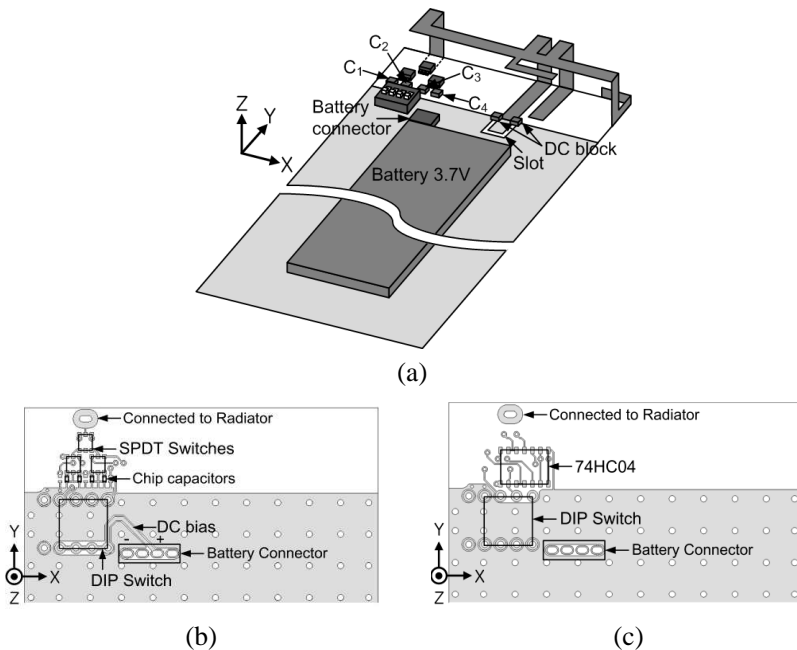 C2
C1
C3
C4
Battery
connector
Z
Y
X
DC block
Slot
Battery 3.7V
(a)
Connected to Radiator
SPDT Switches
Chip capacitors
DC bias
- +
Battery Connector
DIP Switch
Y
X
Z
(b)
Connected to Radiator
74HC04
DIP Switch
Battery Connector
Y
X
Z
(c)